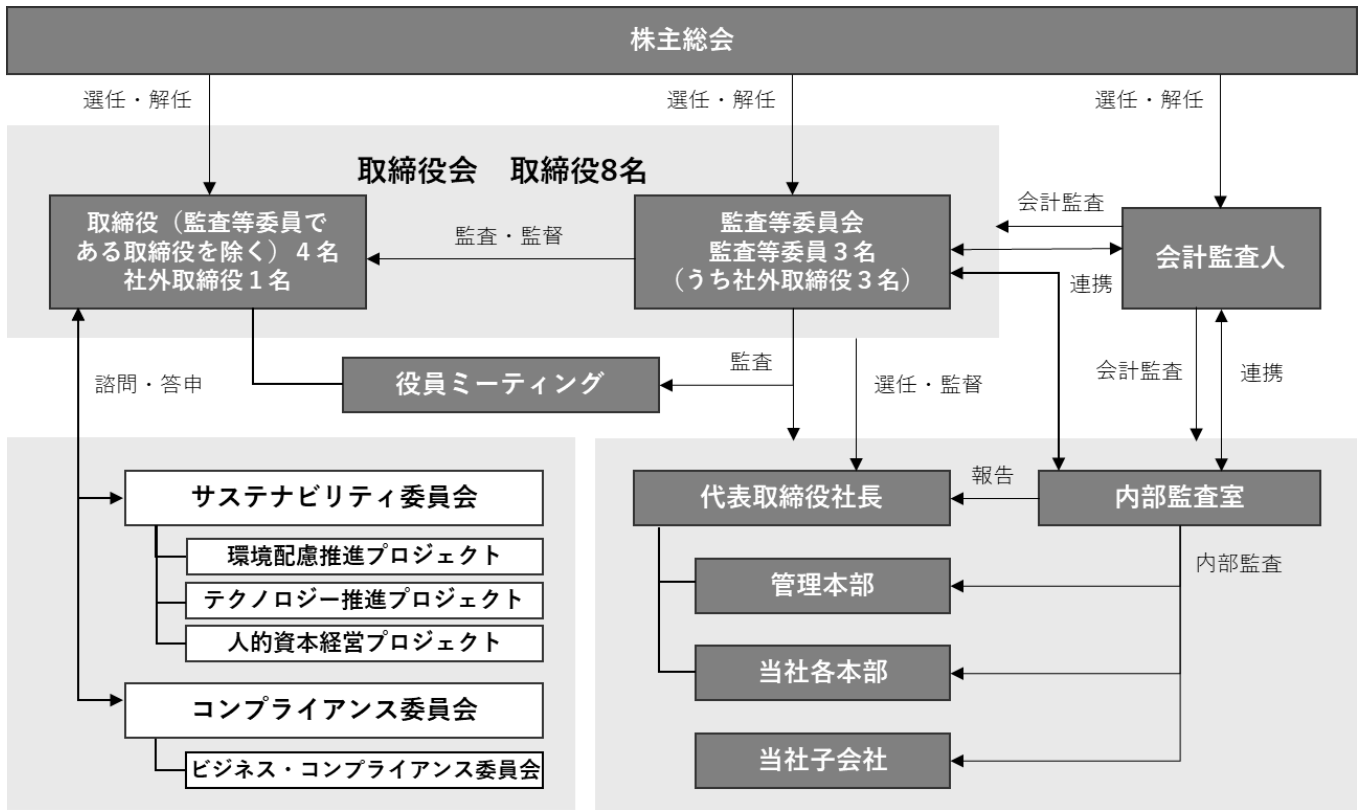 株主総会
選任・解任
選任・解任
選任・解任
取締役会　取締役8名
取締役（監査等委員で
ある取締役を除く）４名
社外取締役１名
監査・監督
監査等委員会
監査等委員３名
（うち社外取締役３名）
会計監査
連携
会計監査人
諮問・答申
役員ミーティング
監査
選任・監督
会計監査
連携
サステナビリティ委員会
環境配慮推進プロジェクト
テクノロジー推進プロジェクト
人的資本経営プロジェクト
コンプライアンス委員会
ビジネス・コンプライアンス委員会
代表取締役社長
報告
内部監査室
内部監査
管理本部
当社各本部
当社子会社